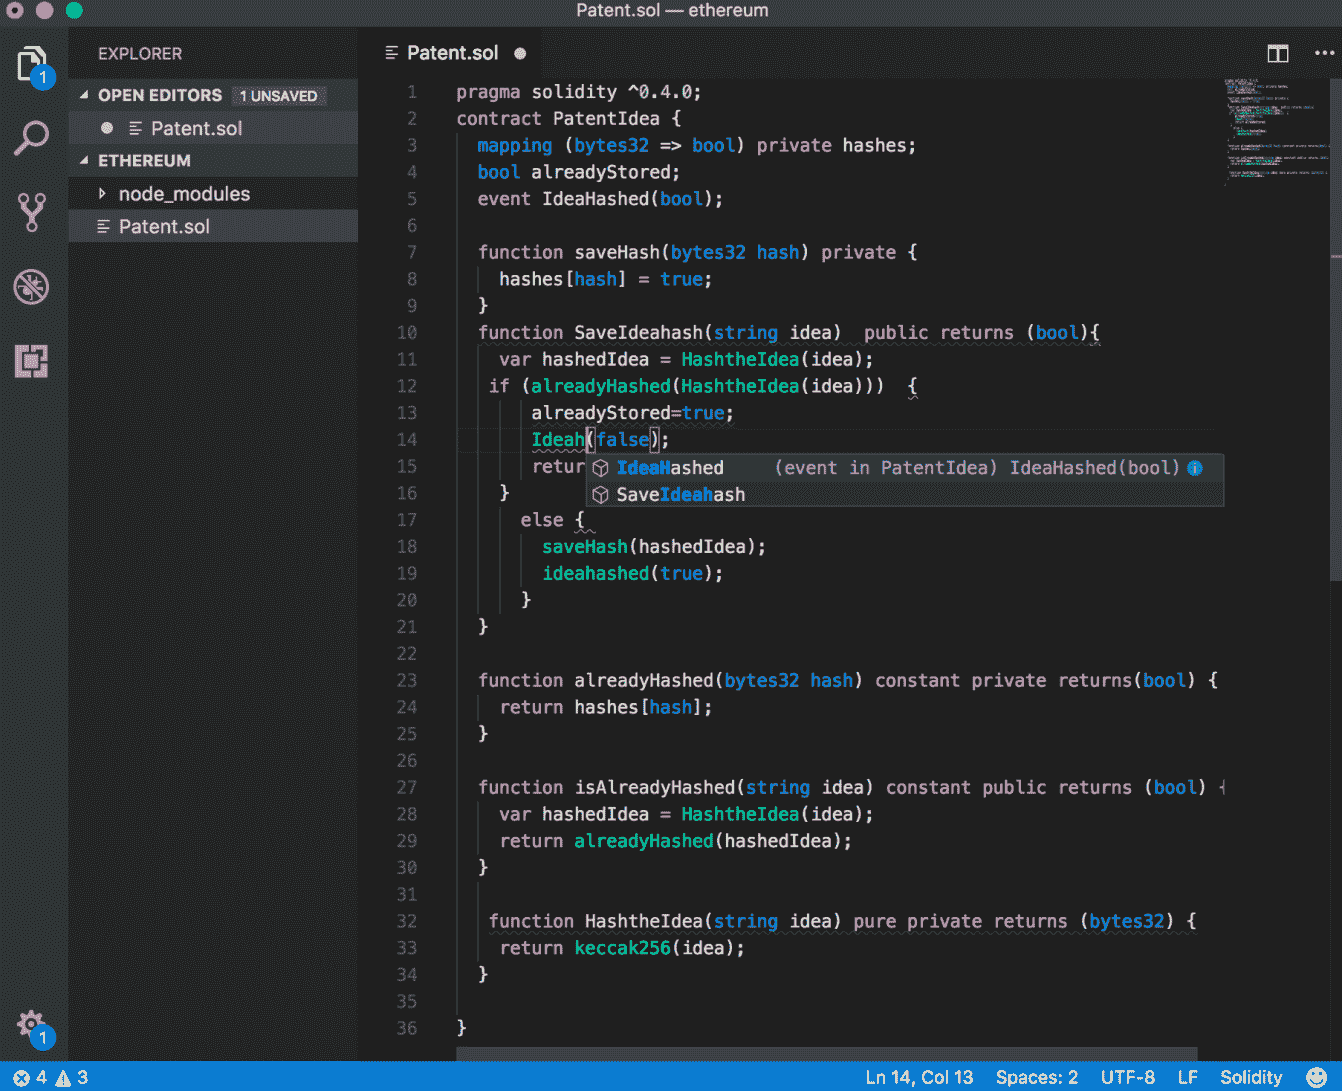 Patent.sol — ethereum
EXPLORER
OPEN EDITORS 1 UNSAVED
Patent.sol
ETHEREUM
node_modules
Patent.sol
1
1
Patent.sol
1 pragma solidity ^0.4.0;
2 contract PatentIdea {
3 mapping (bytes32 => bool) private hashes;
4 bool alreadyStored;
5 event IdeaHashed(bool);
6
7 function saveHash(bytes32 hash) private {
8 hashes[hash] = true;
9 }
10 function SaveIdeahash(string idea)  public returns (bool){
11 var hashedIdea = HashtheIdea(idea);
12 if (alreadyHashed(HashtheIdea(idea)))  {
13 alreadyStored=true;
14 Ideah(false);
15 retur
IdeaHashed (event in PatentIdea) IdeaHashed(bool)
SaveIdeahash
16 }
17 else {
18 saveHash(hashedIdea);
19 ideahashed(true);
20 }
21 }
22
23 function alreadyHashed(bytes32 hash) constant private returns(bool) {
24 return hashes[hash];
25 }
26
27 function isAlreadyHashed(string idea) constant public returns (bool) {
28 var hashedIdea = HashtheIdea(idea);
29 return alreadyHashed(hashedIdea);
30 }
31
32 function HashtheIdea(string idea) pure private returns (bytes32) {
33 return keccak256(idea);
34 }
35
36 }
4 3
Ln 14, Col 13 Spaces: 2 UTF-8 LF Solidity